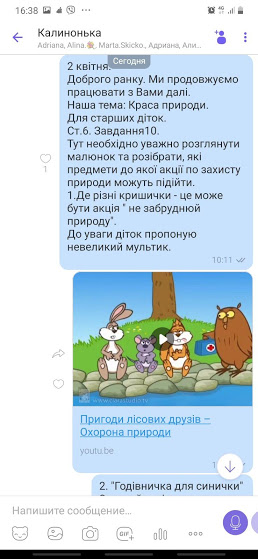 16:38
Калинонька
Adriana, Alina.🙉, Marta.Skicko., Адриана, Али...
Сегодня
2 квітня.
Доброго ранку. Ми продовжуємо
працювати з Вами далі.
Наша тема: Краса природи.
Для старших діток.
Ст.6. Завдання10.
Тут необхідно уважно розглянути
малюнок та розібрати, які
предмети до якої акції по захисту
природи можуть підійти.
1.Де різні кришички - це може
бути акція " не забруднюй
природу".
До уваги діток пропоную
невеликий мультик.
1
10:11
Пригоди лісових друзів –
Охорона природи
youtu.be
2. "Годівничка для синички"
Напишите сообщение...
GIF